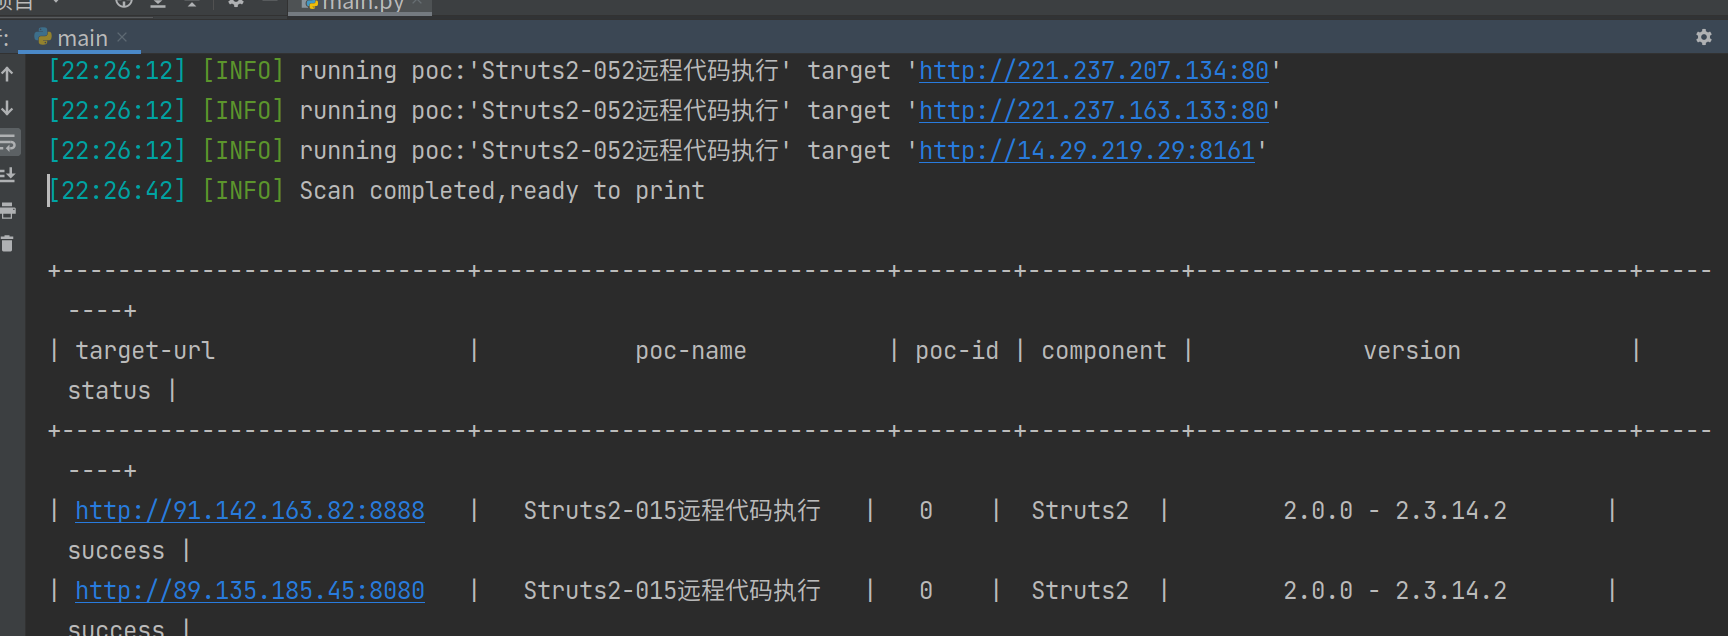 项目
main.py ×
: main ×
[22:26:12] [INFO] running poc:'Struts2-052远程代码执行' target 'http://221.237.207.134:80'
[22:26:12] [INFO] running poc:'Struts2-052远程代码执行' target 'http://221.237.163.133:80'
[22:26:12] [INFO] running poc:'Struts2-052远程代码执行' target 'http://14.29.219.29:8161'
[22:26:42] [INFO] Scan completed,ready to print
+-----------------------------+-----------------------------+--------+-----------+-------------------------------+-----
----+
| target-url | poc-name | poc-id | component | version |
status |
+-----------------------------+-----------------------------+--------+-----------+-------------------------------+-----
----+
| http://91.142.163.82:8888 | Struts2-015远程代码执行 | 0 | Struts2 | 2.0.0 - 2.3.14.2 |
success |
| http://89.135.185.45:8080 | Struts2-015远程代码执行 | 0 | Struts2 | 2.0.0 - 2.3.14.2 |
success |